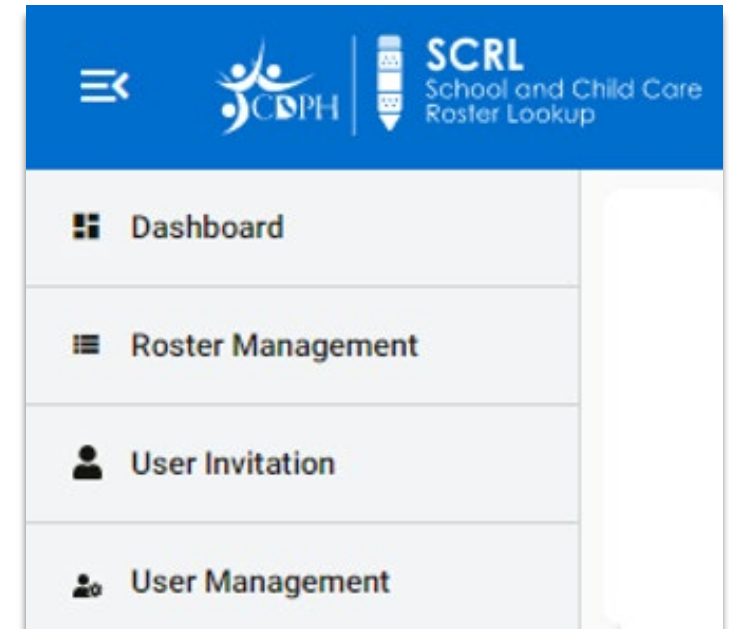 CDPH
SCRL
School and Child Care
Roster Lookup
Dashboard
Roster Management
User Invitation
User Management